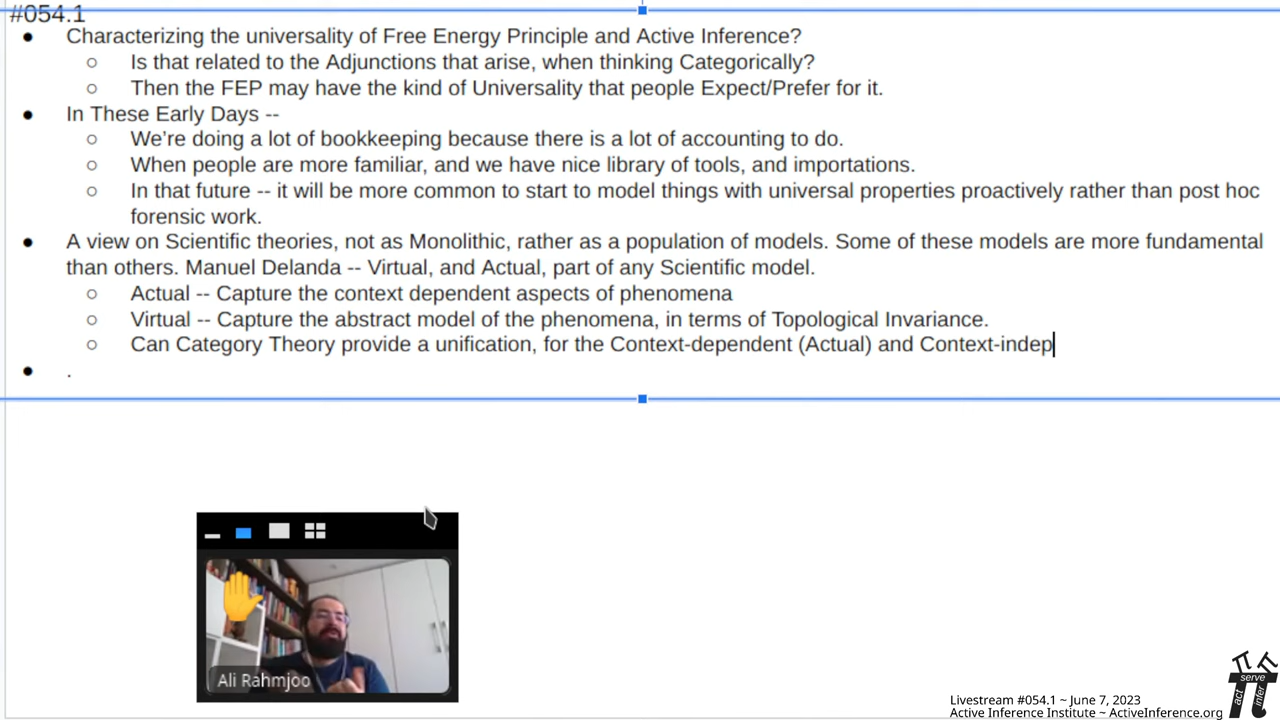 #054.1
● Characterizing the universality of Free Energy Principle and Active Inference?
○ Is that related to the Adjunctions that arise, when thinking Categorically?
○ Then the FEP may have the kind of Universality that people Expect/Prefer for it.
● In These Early Days --
○ We’re doing a lot of bookkeeping because there is a lot of accounting to do.
○ When people are more familiar, and we have nice library of tools, and importations.
○ In that future -- it will be more common to start to model things with universal properties proactively rather than post hoc
forensic work.
● A view on Scientific theories, not as Monolithic, rather as a population of models. Some of these models are more fundamental
than others. Manuel Delanda -- Virtual, and Actual, part of any Scientific model.
○ Actual -- Capture the context dependent aspects of phenomena
○ Virtual -- Capture the abstract model of the phenomena, in terms of Topological Invariance.
○ Can Category Theory provide a unification, for the Context-dependent (Actual) and Context-indep
● .
Ali Rahmjoo
act
serve
infer
Livestream #054.1 ~ June 7, 2023
Active Inference Institute ~ ActiveInference.org